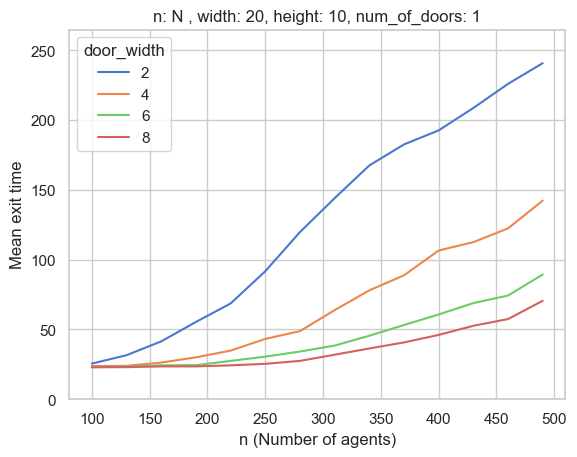 n: N , width: 20, height: 10, num_of_doors: 1
door_width
2
4
6
8
Mean exit time
250
200
150
100
50
0
100 150 200 250 300 350 400 450 500
n (Number of agents)